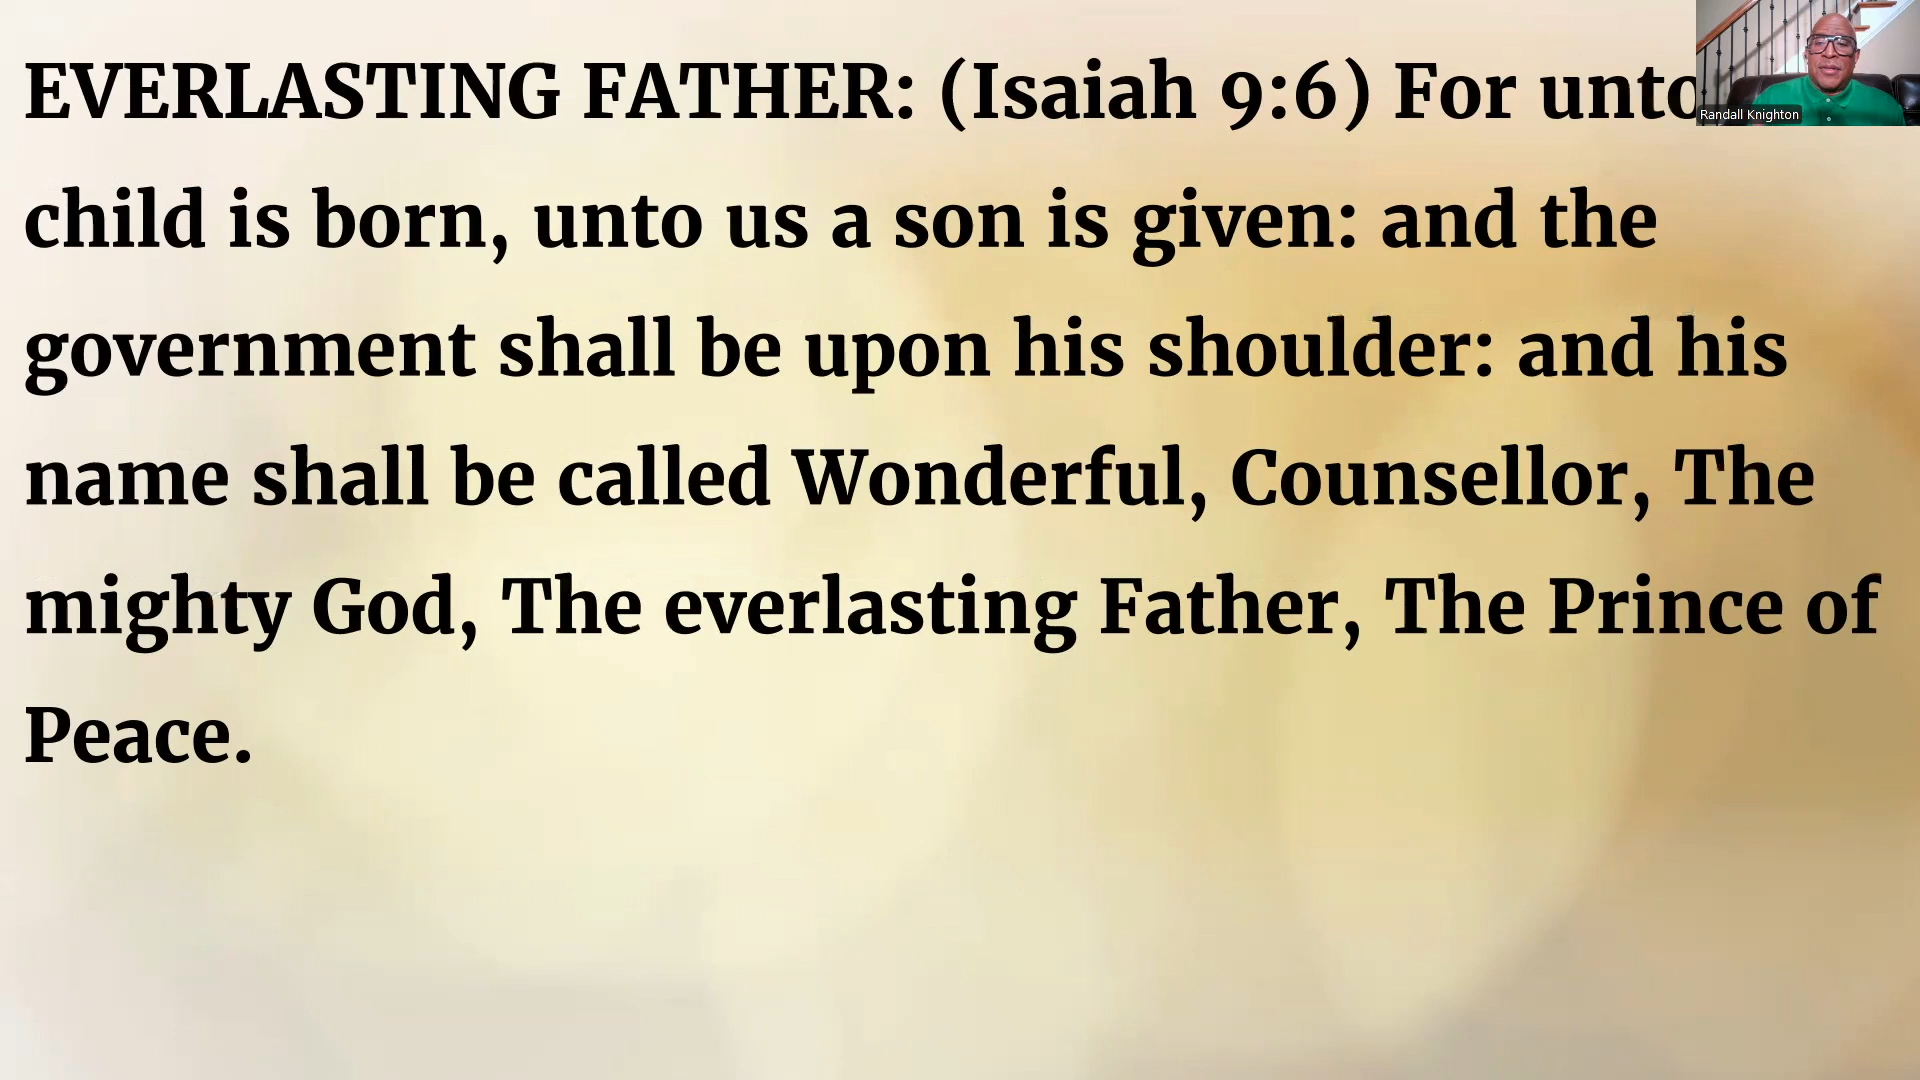 EVERLASTING FATHER: (Isaiah 9:6) For unto
child is born, unto us a son is given: and the
government shall be upon his shoulder: and his
name shall be called Wonderful, Counsellor, The
mighty God, The everlasting Father, The Prince of
Peace.
Randall Knighton